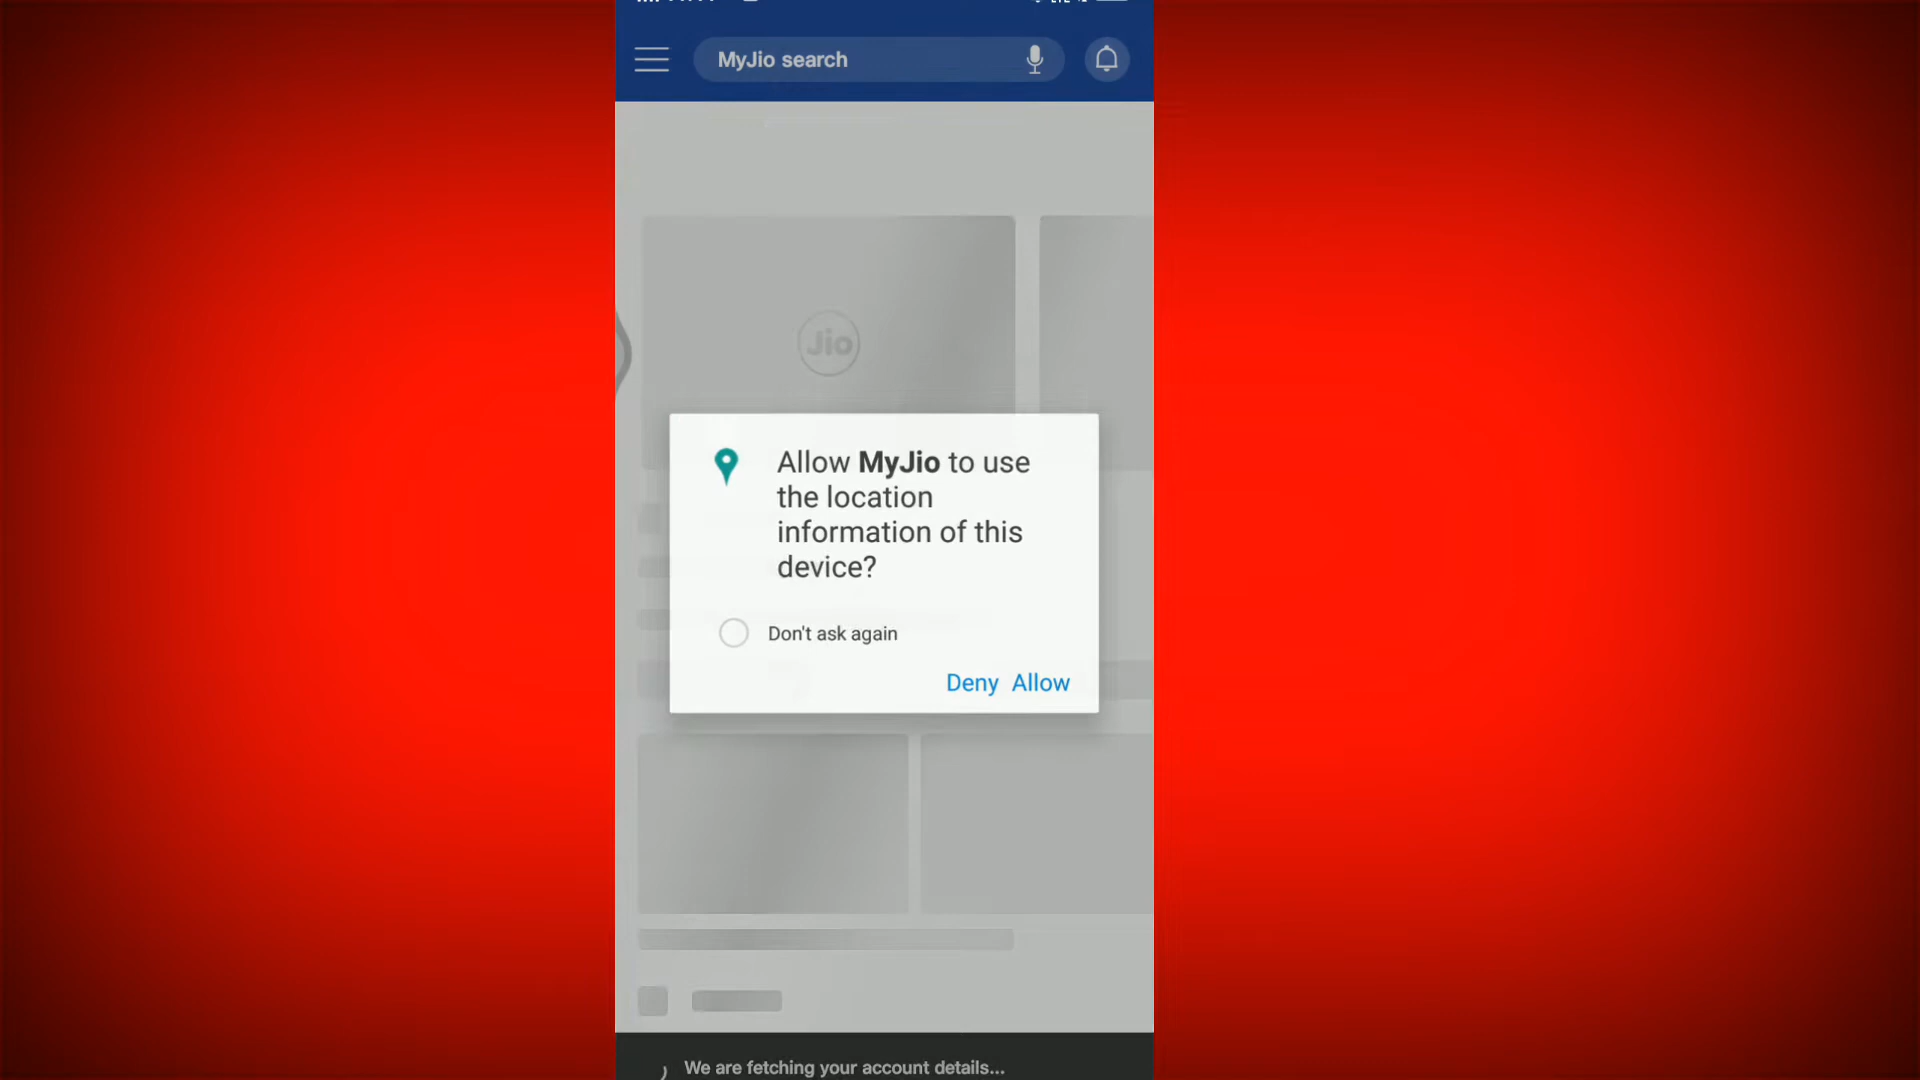 MyJio search
Jio
Allow MyJio to use
the location
information of this
device?
Don't ask again
Deny Allow
We are fetching your account details...